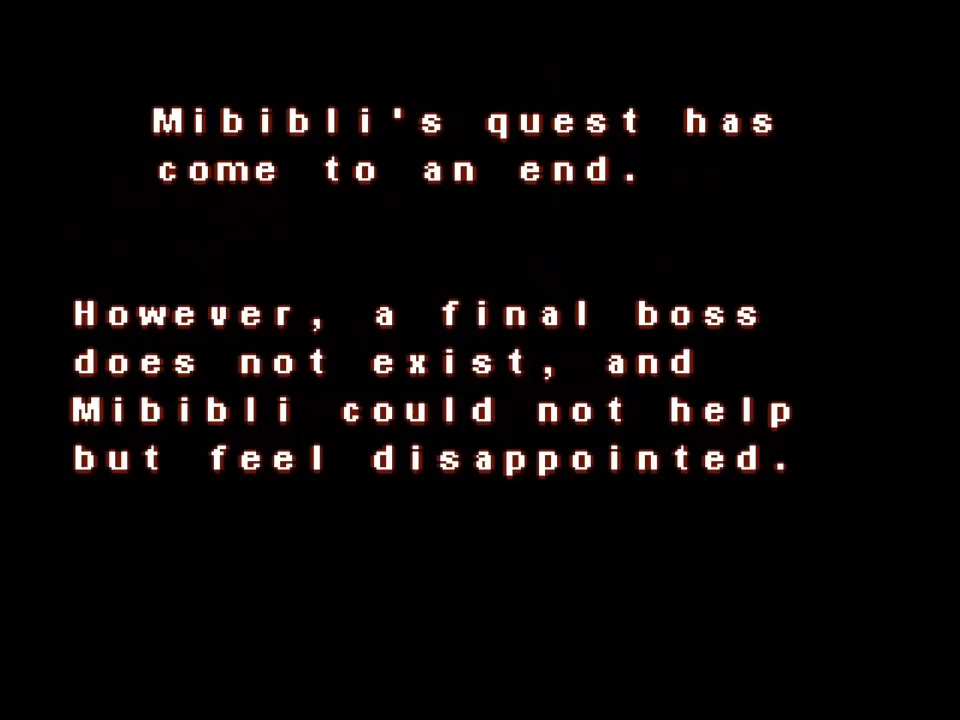 Mibibli's quest has
come to an end.
However, a final boss
does not exist, and
Mibibli could not help
but feel disappointed.